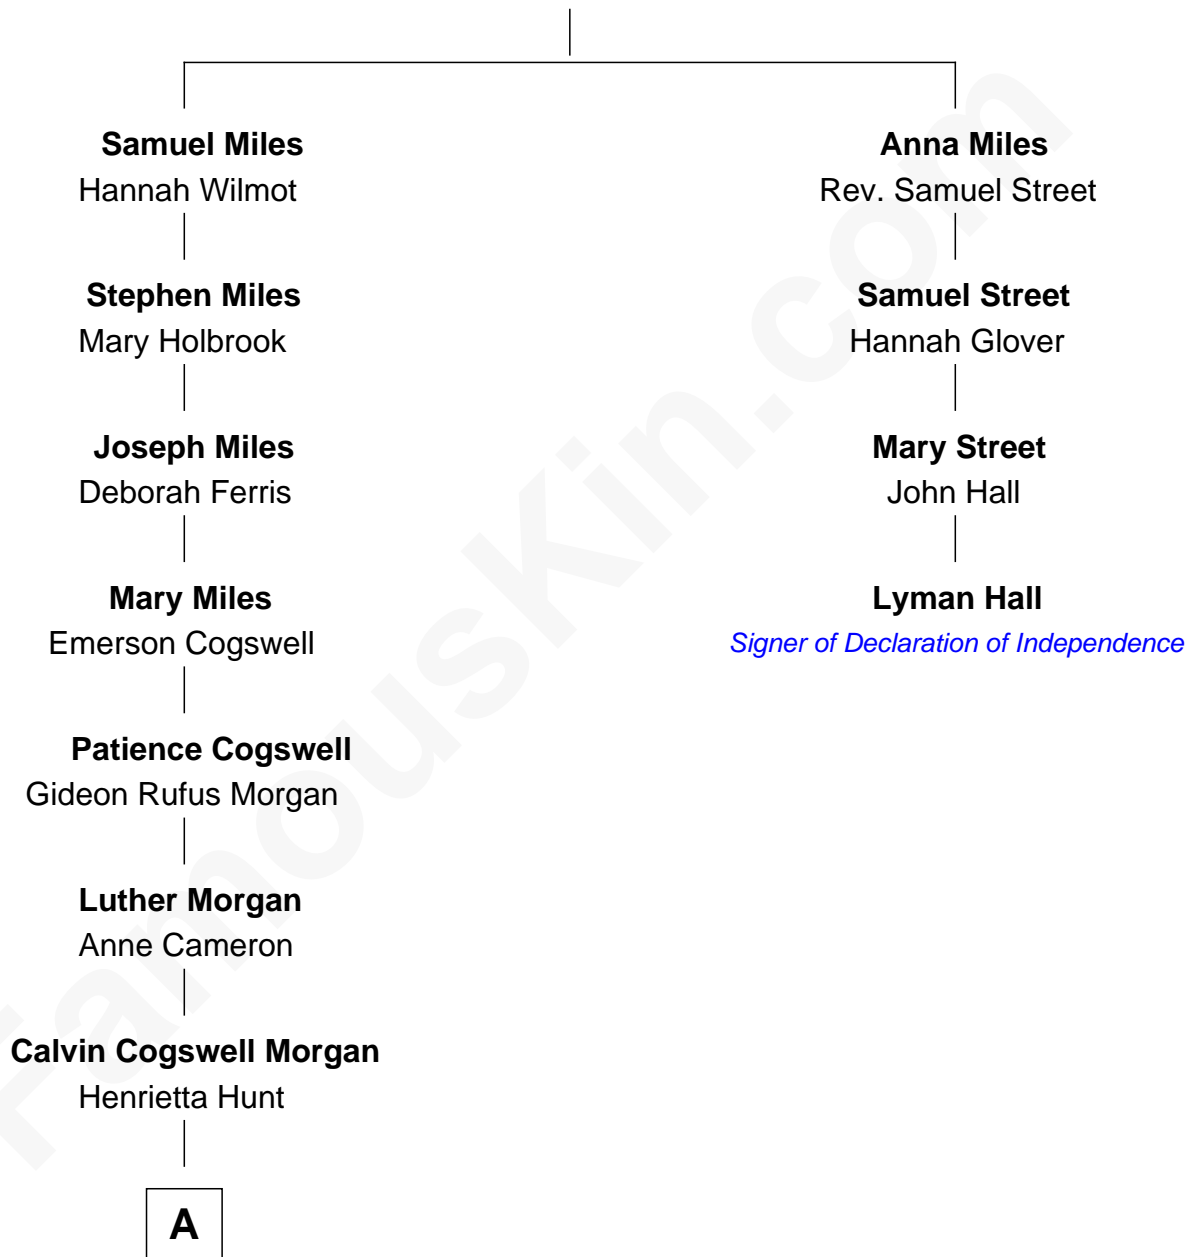 Samuel Miles
Hannah Wilmot
Stephen Miles
Mary Holbrook
Joseph Miles
Deborah Ferris
Mary Miles
Emerson Cogswell
Patience Cogswell
Gideon Rufus Morgan
Luther Morgan
Anne Cameron
Calvin Cogswell Morgan
Henrietta Hunt
A
Anna Miles
Rev. Samuel Street
Samuel Street
Hannah Glover
Mary Street
John Hall
Lyman Hall
Signer of Declaration of Independence
FamousKin.com